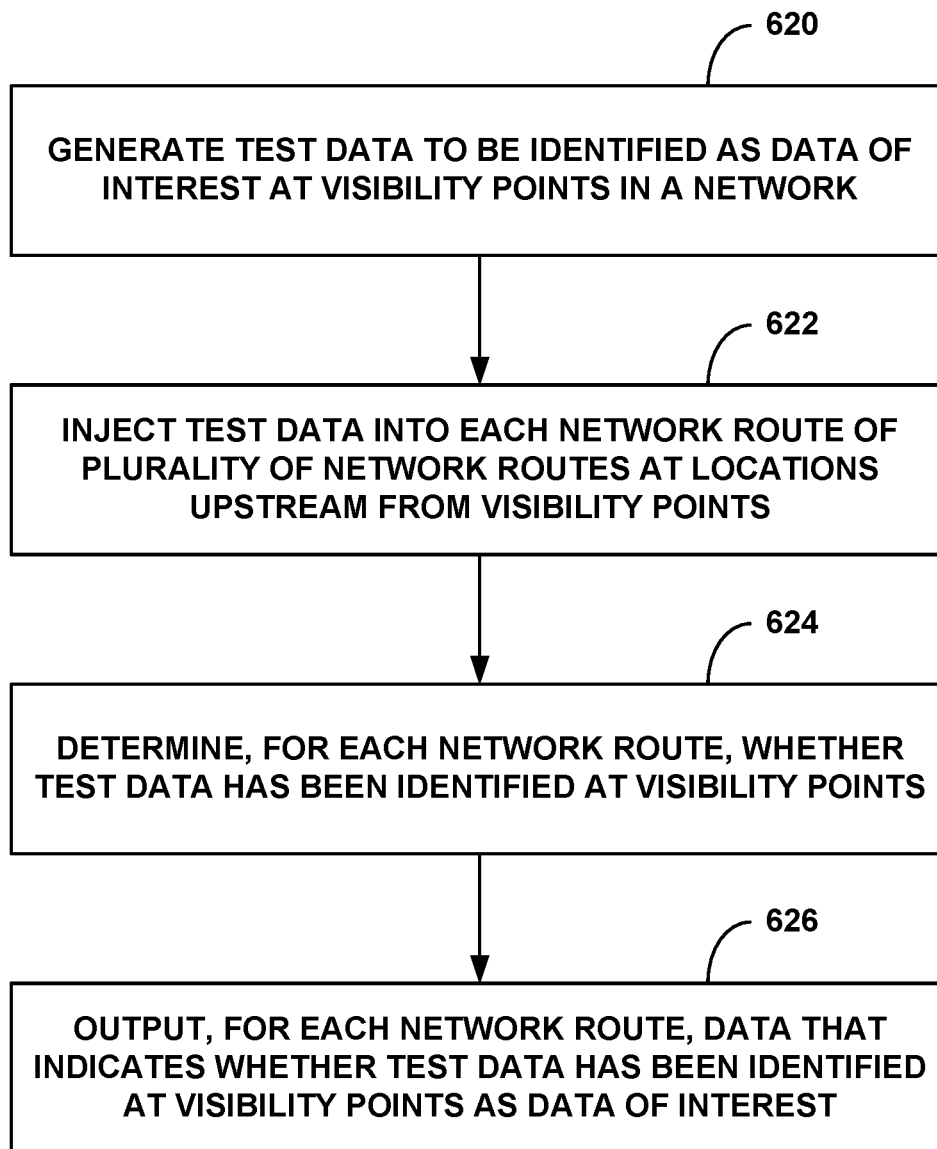 620
GENERATE TEST DATA TO BE IDENTIFIED AS DATA OF
INTEREST AT VISIBILITY POINTS IN A NETWORK
622
INJECT TEST DATA INTO EACH NETWORK ROUTE OF
PLURALITY OF NETWORK ROUTES AT LOCATIONS
UPSTREAM FROM VISIBILITY POINTS
624
DETERMINE, FOR EACH NETWORK ROUTE, WHETHER
TEST DATA HAS BEEN IDENTIFIED AT VISIBILITY POINTS
626
OUTPUT, FOR EACH NETWORK ROUTE, DATA THAT
INDICATES WHETHER TEST DATA HAS BEEN IDENTIFIED
AT VISIBILITY POINTS AS DATA OF INTEREST